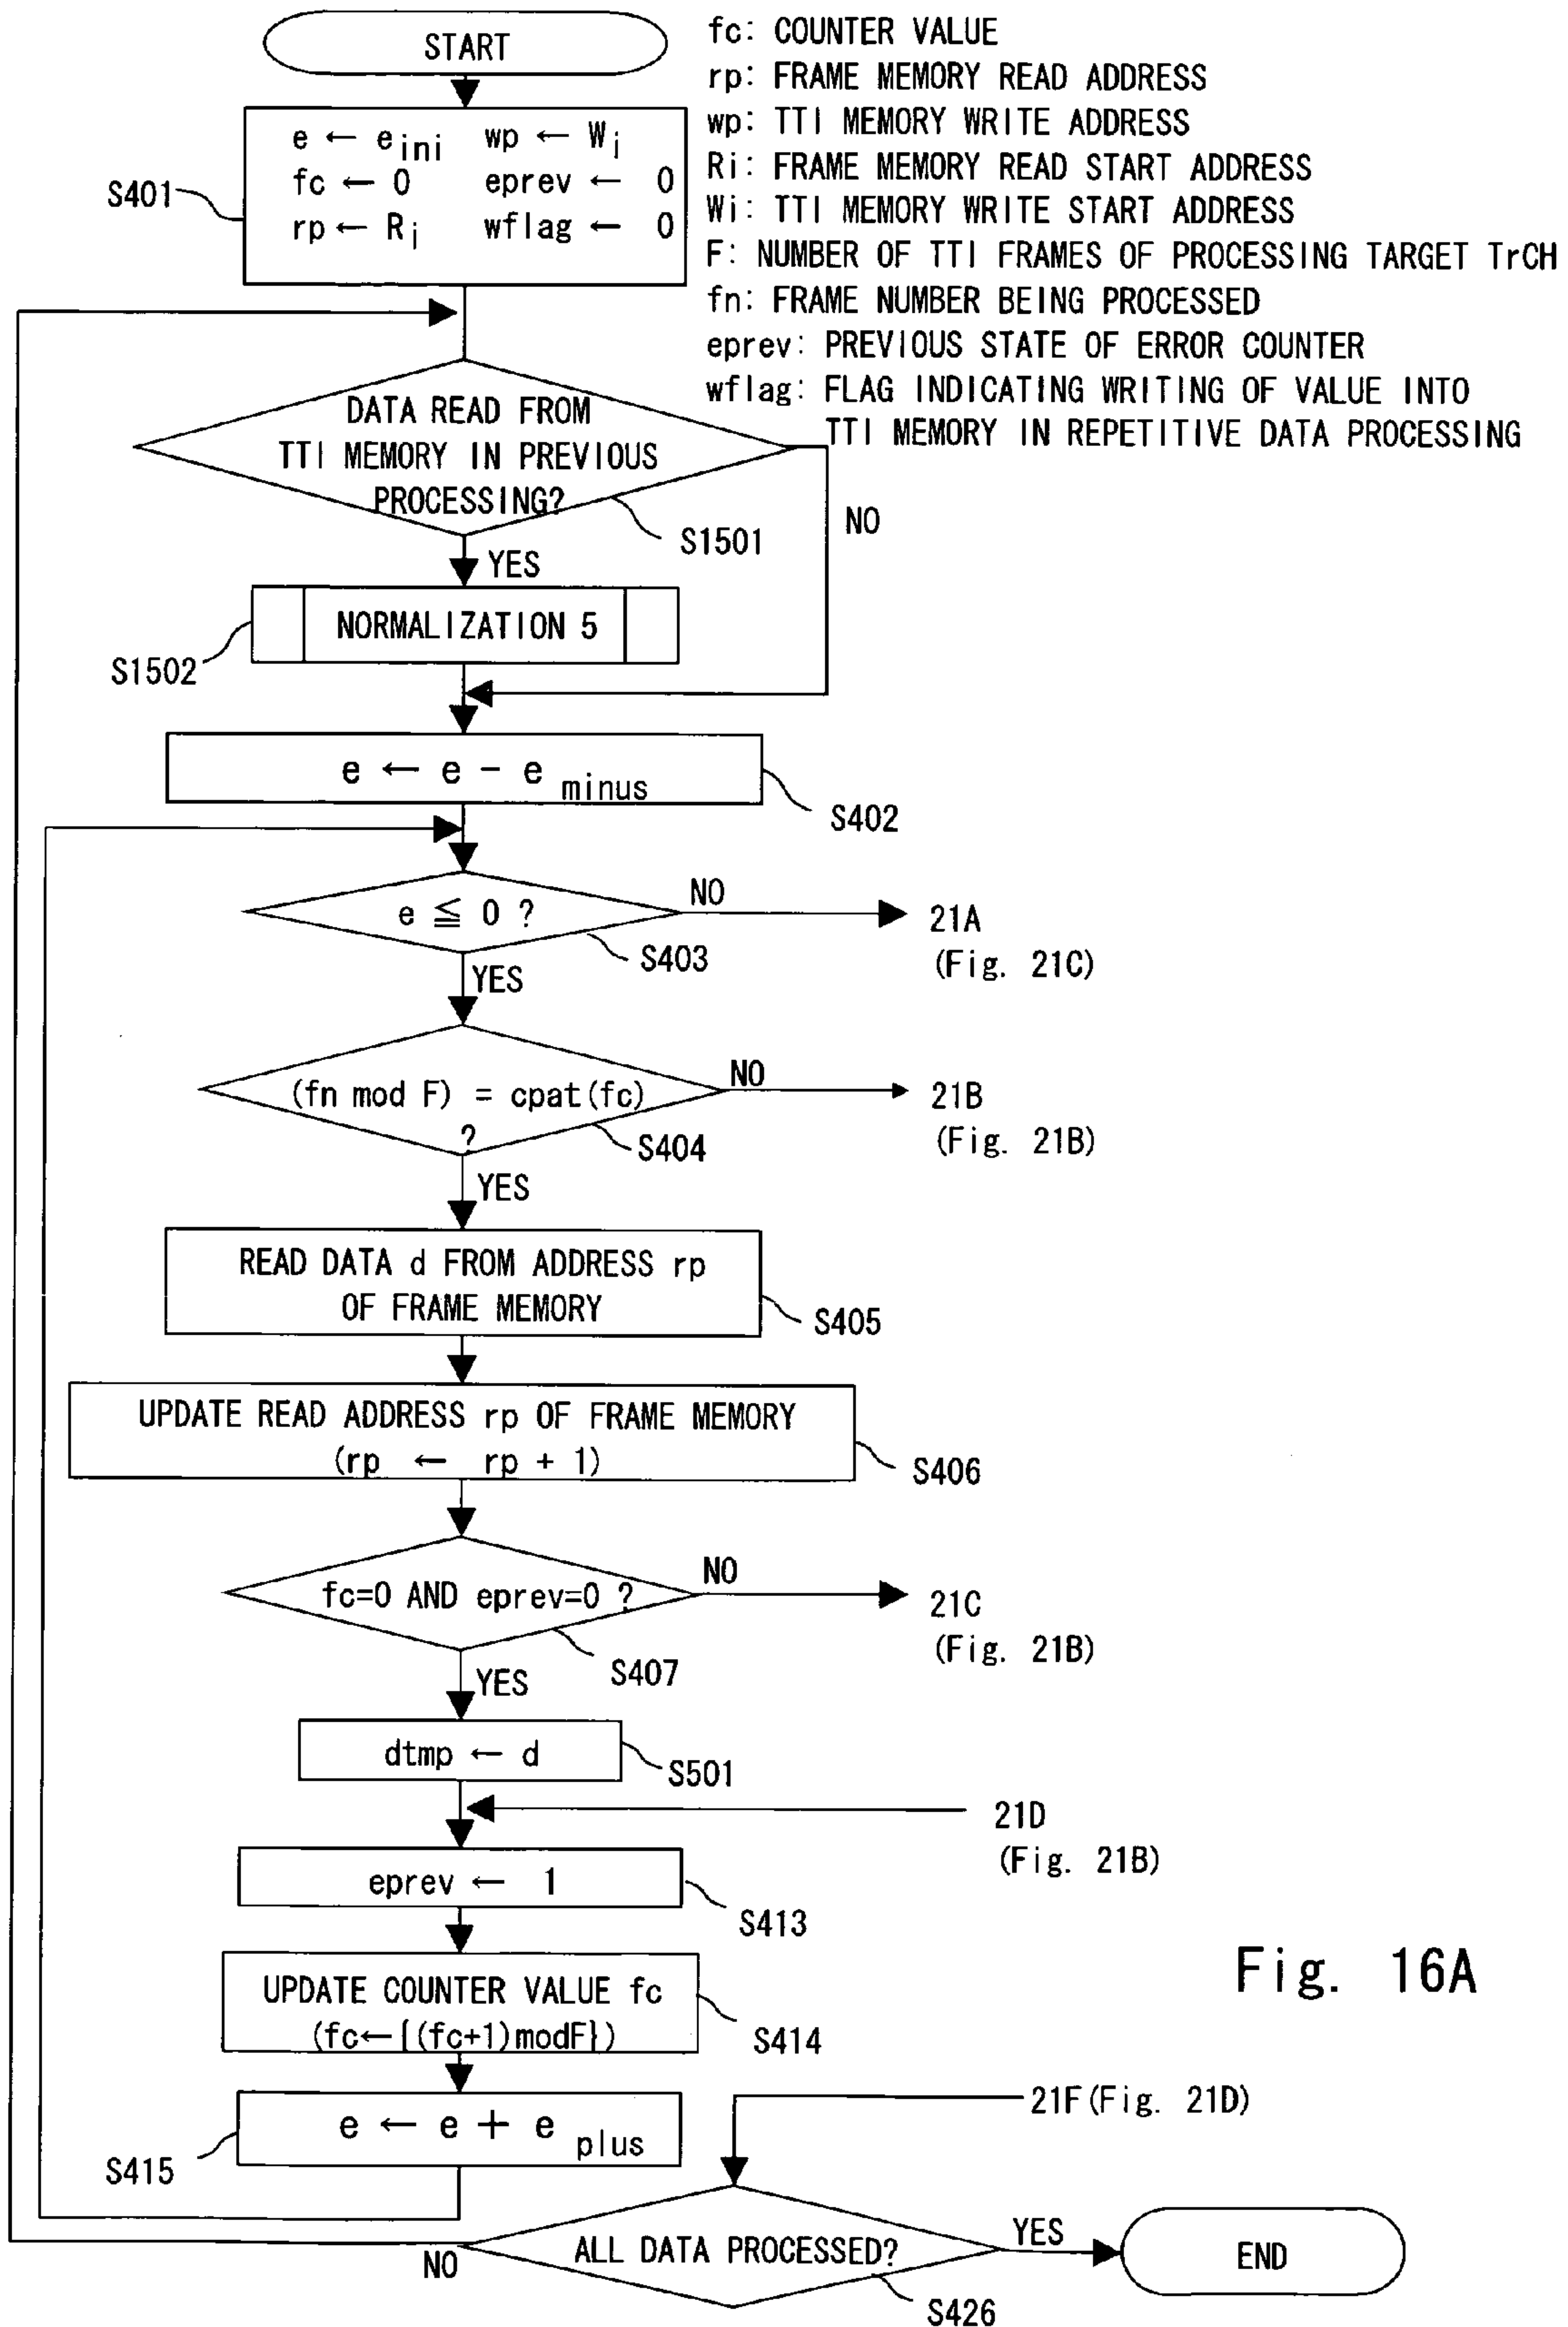 START
fc: COUNTER VALUE
rp: FRAME MEMORY READ ADDRESS
wp: TTI MEMORY WRITE ADDRESS
Ri: FRAME MEMORY READ START ADDRESS
Wi: TTI MEMORY WRITE START ADDRESS
F: NUMBER OF TTI FRAMES OF PROCESSING TARGET TrCH
fn: FRAME NUMBER BEING PROCESSED
eprev: PREVIOUS STATE OF ERROR COUNTER
wflag: FLAG INDICATING WRITING OF VALUE INTO
TTI MEMORY IN REPETITIVE DATA PROCESSING
e ← eini wp ← Wi
fc ← 0 eprev ← 0
rp ← Ri wflag ← 0
S401
DATA READ FROM
TTI MEMORY IN PREVIOUS
PROCESSING?
S1501
NO
YES
NORMALIZATION 5
S1502
e ← e - e minus
S402
e ≦ 0 ?
NO
21A
(Fig. 21C)
S403
YES
(fn mod F) = cpat(fc)
?
NO
21B
(Fig. 21B)
S404
YES
READ DATA d FROM ADDRESS rp
OF FRAME MEMORY
S405
UPDATE READ ADDRESS rp OF FRAME MEMORY
(rp ← rp + 1)
S406
fc=0 AND eprev=0 ?
NO
21C
(Fig. 21B)
S407
YES
dtmp ← d
S501
21D
(Fig. 21B)
eprev ← 1
S413
UPDATE COUNTER VALUE fc
(fc←{(fc+1)modF})
S414
Fig. 16A
e ← e + e plus
S415
21F(Fig. 21D)
ALL DATA PROCESSED?
YES
END
NO
S426